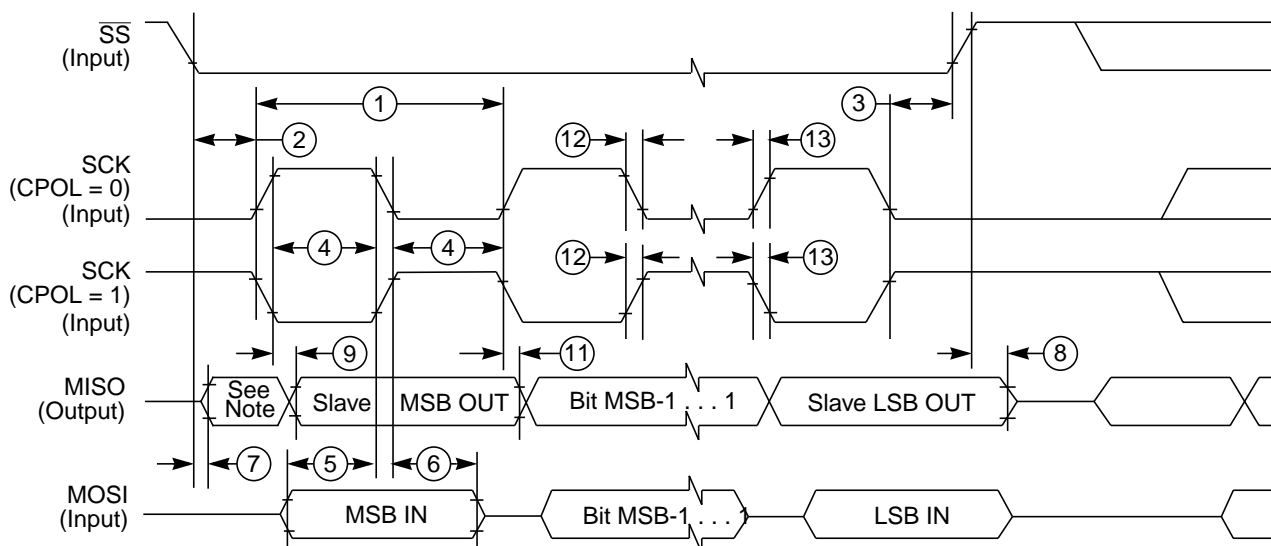 SS
(Input)
1
3
2
12
13
SCK
(CPOL = 0)
(Input)
4
4
12
13
SCK
(CPOL = 1)
(Input)
9
11
8
MISO
(Output)
See
Note
Slave
MSB OUT
Bit MSB-1 . . . 1
Slave LSB OUT
7
5
6
MOSI
(Input)
MSB IN
Bit MSB-1 . . . 1
LSB IN